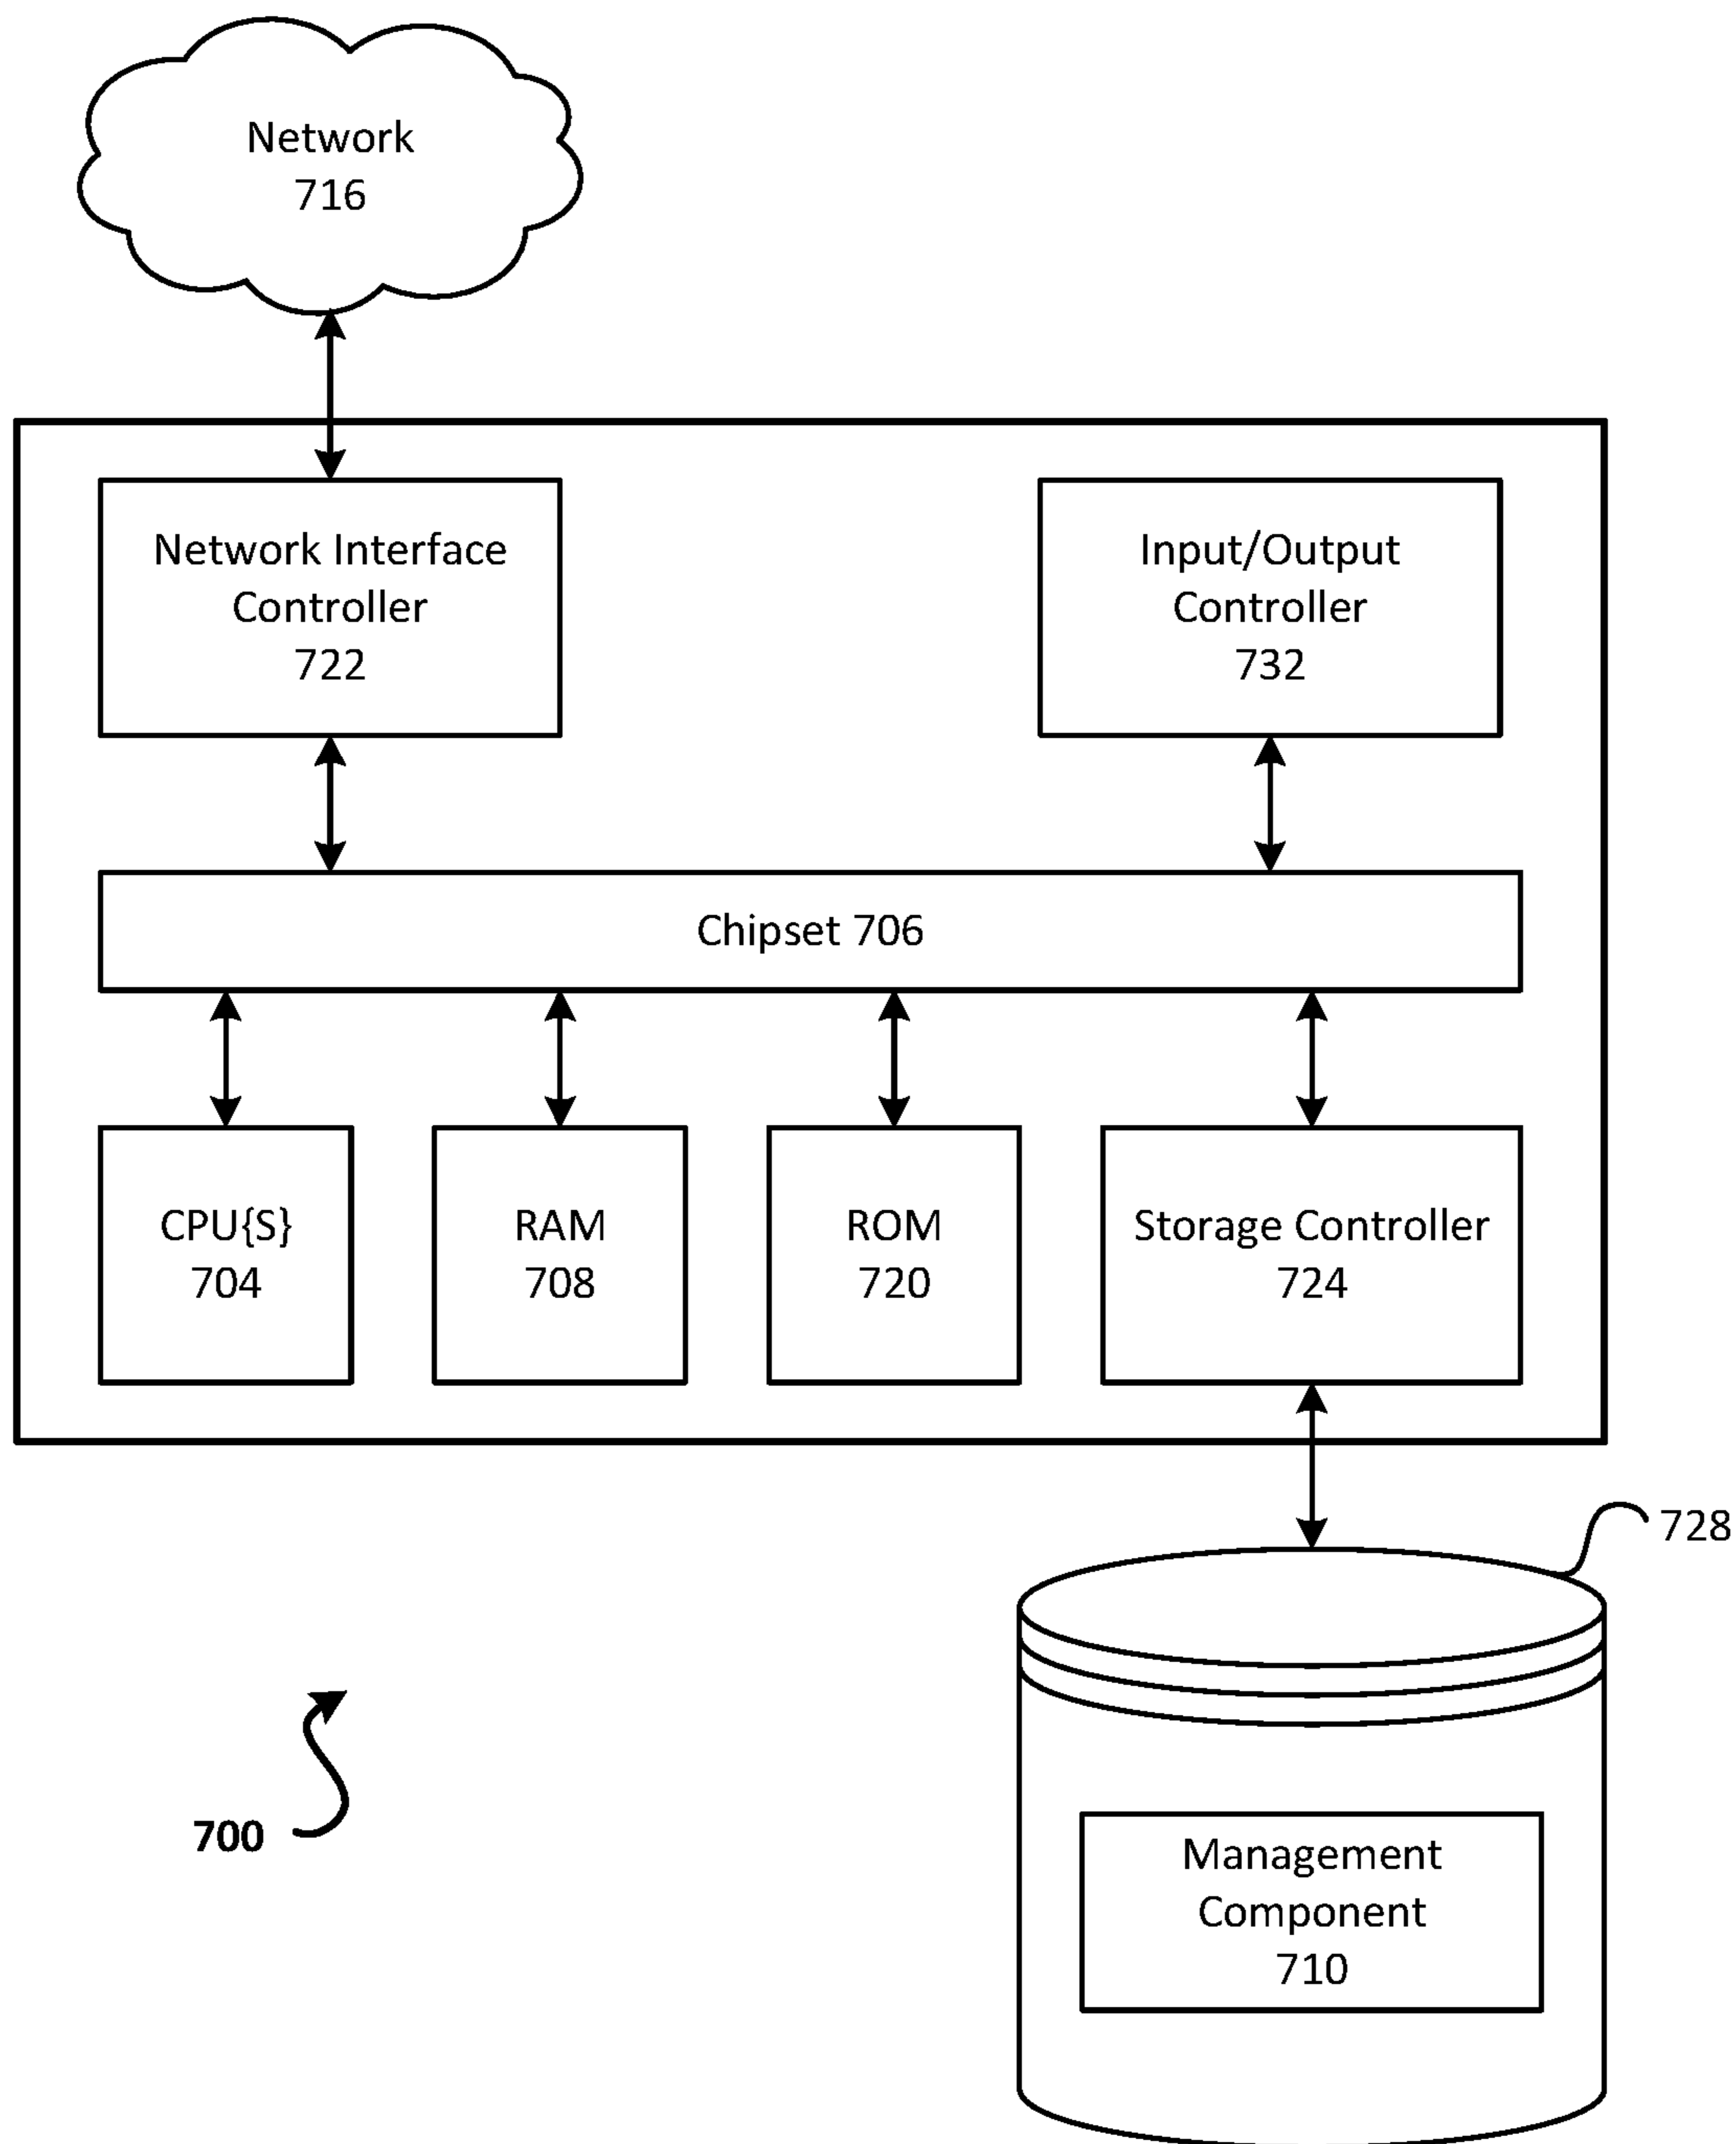 Network
716
Network Interface
Controller
722
Input/Output
Controller
732
Chipset 706
CPU{S}
704
RAM
708
ROM
720
Storage Controller
724
728
700
Management
Component
710